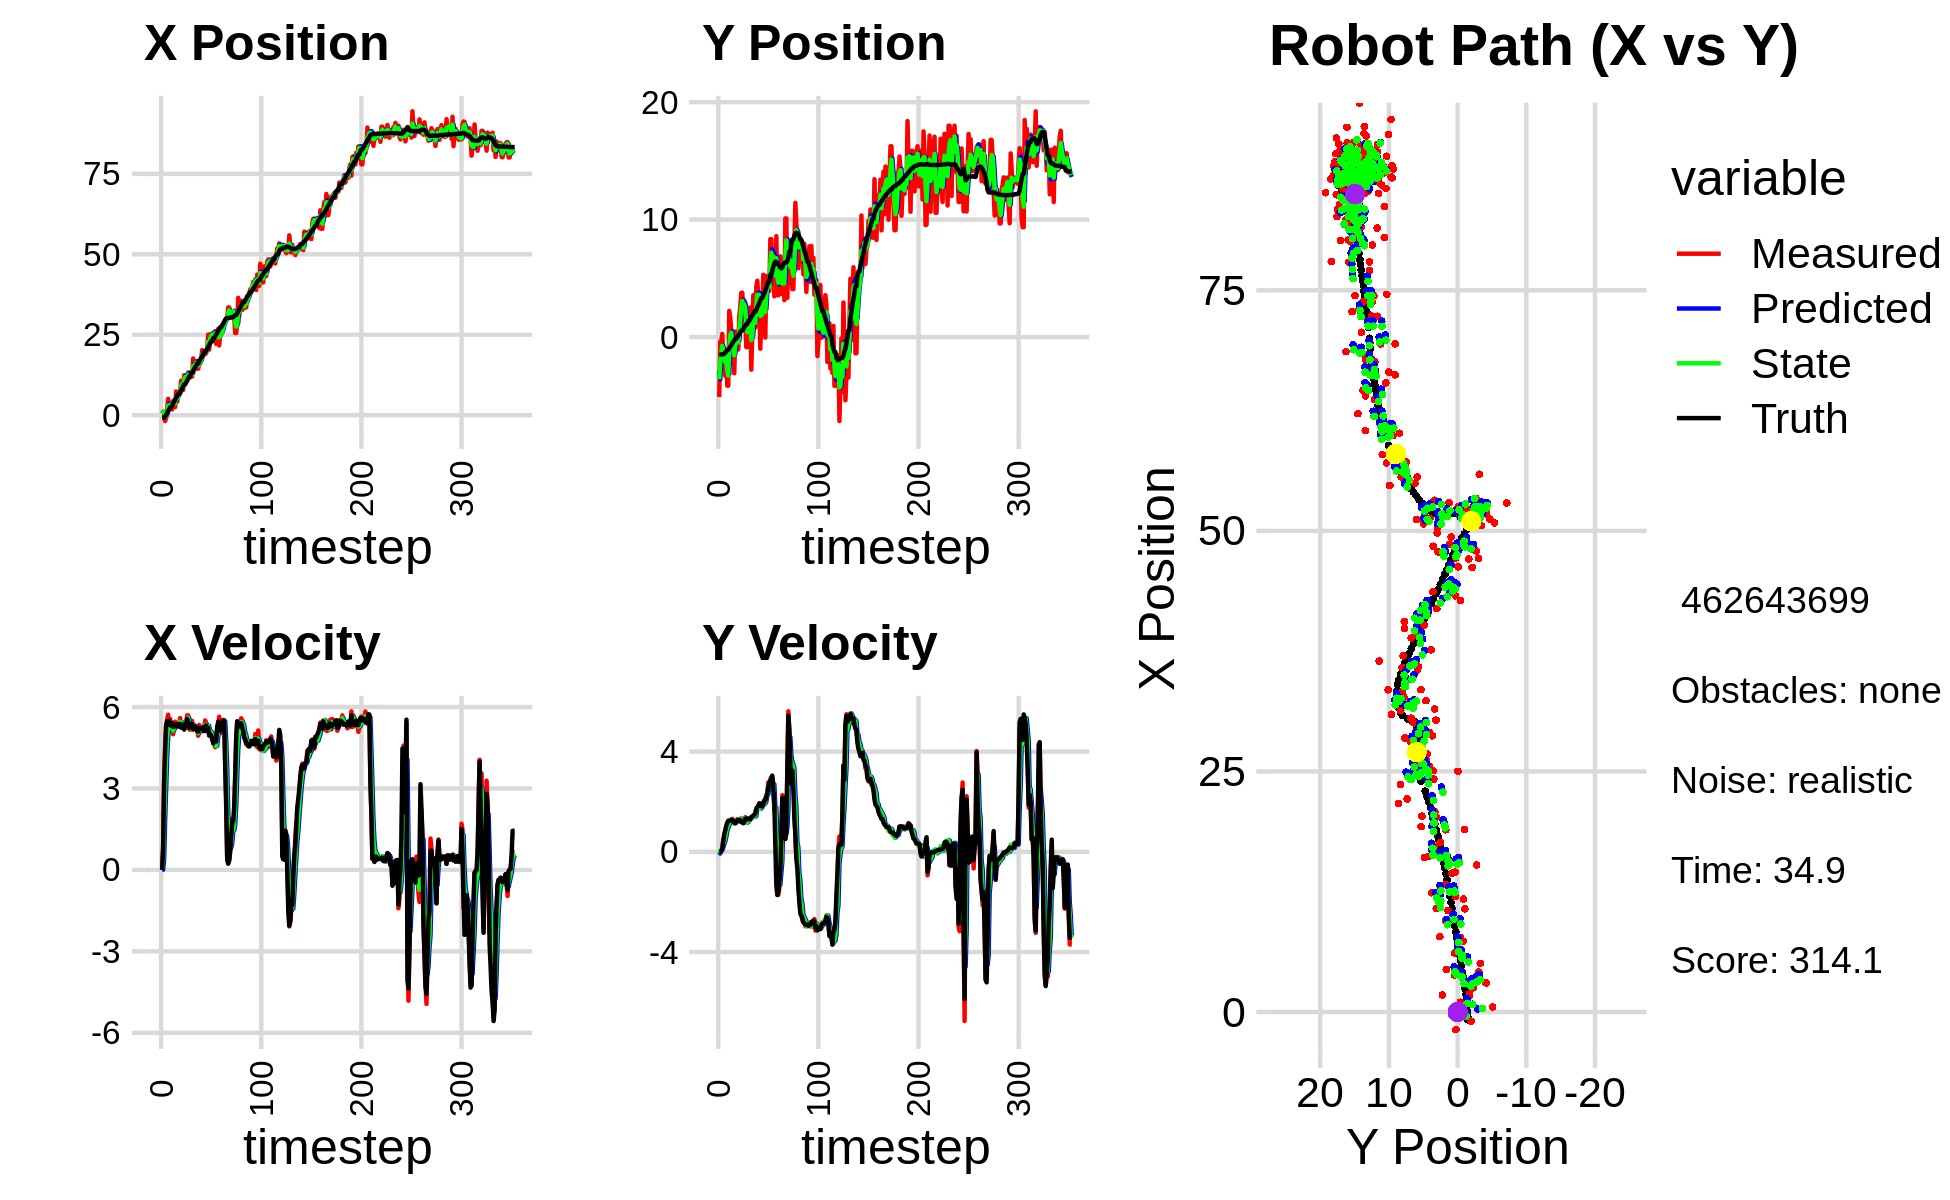 X Position
75
50
25
0
0
100
200
300
timestep
Y Position
20
10
0
0
100
200
300
timestep
X Velocity
6
3
0
-3
-6
0
100
200
300
timestep
Y Velocity
4
0
-4
0
100
200
300
timestep
Robot Path (X vs Y)
X Position
75
50
25
0
20 10 0 -10 -20
Y Position
variable
Measured
Predicted
State
Truth
462643699
Obstacles: none
Noise: realistic
Time: 34.9
Score: 314.1